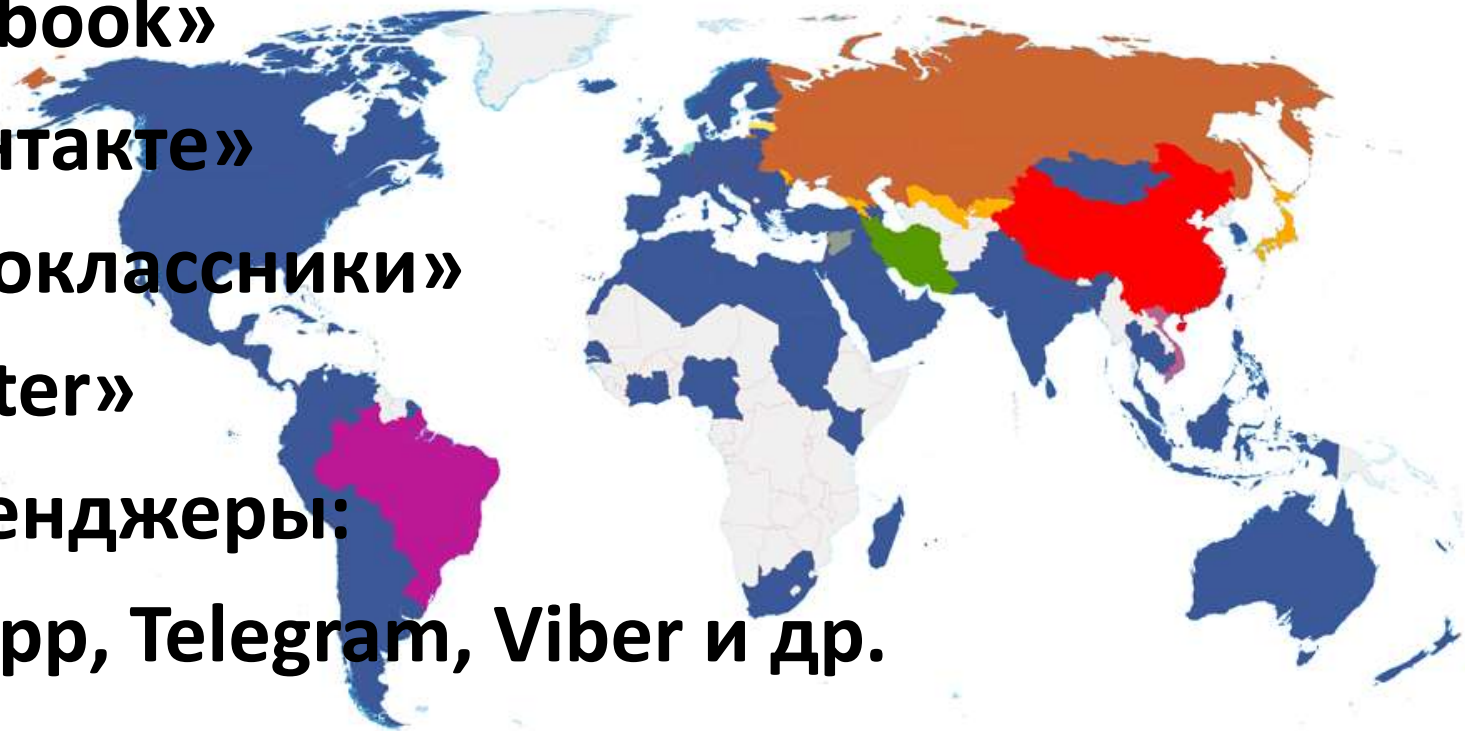 book»
нтакте»
оклассники»
ter»
енджеры:
pp, Telegram, Viber и др.